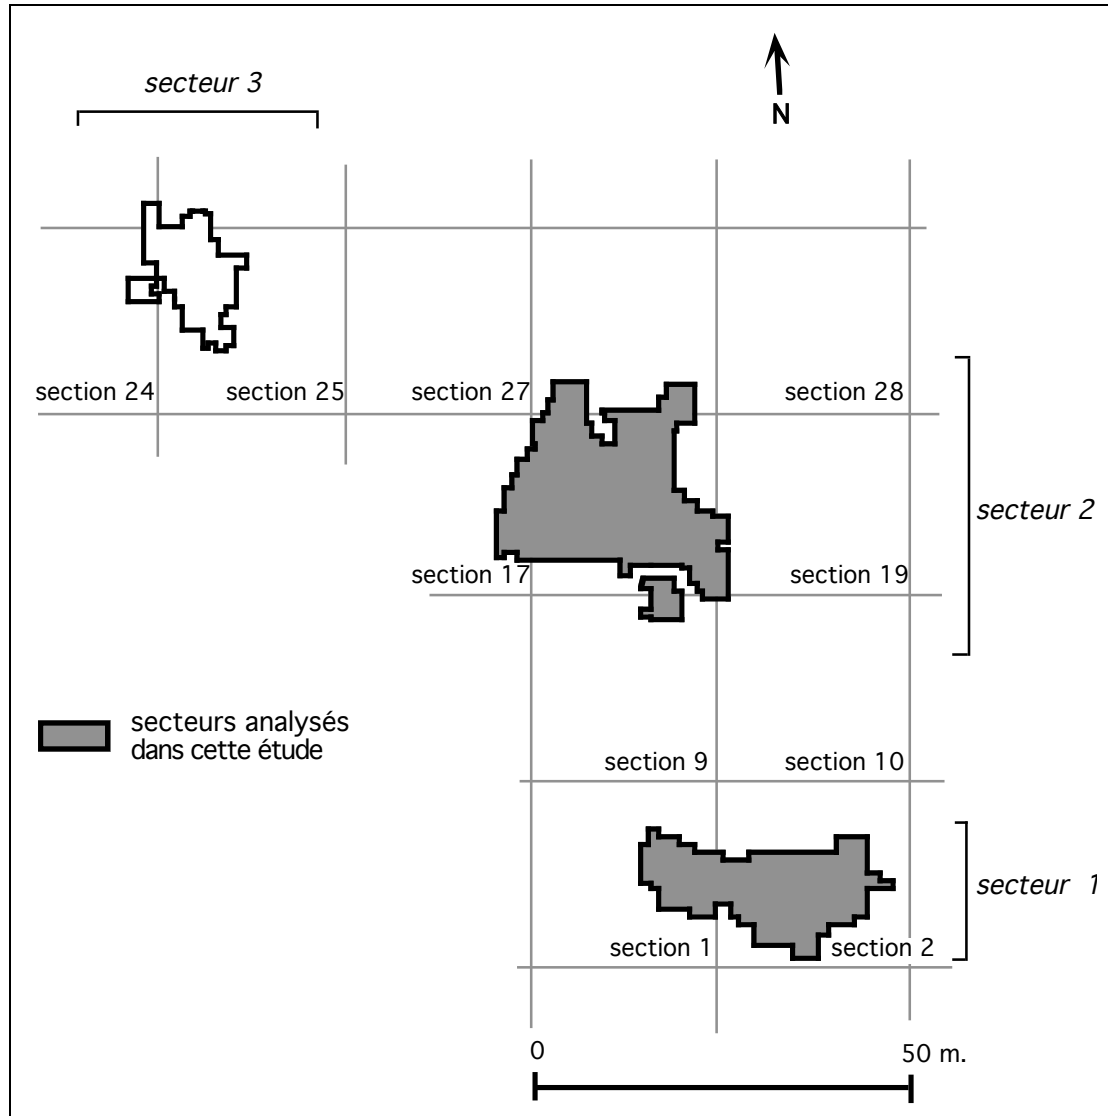 secteur 3
N
section 24
section 25
section 27
section 28
secteur 2
section 17
section 19
secteurs analysés
dans cette étude
section 9
section 10
secteur 1
section 1
section 2
0
50 m.